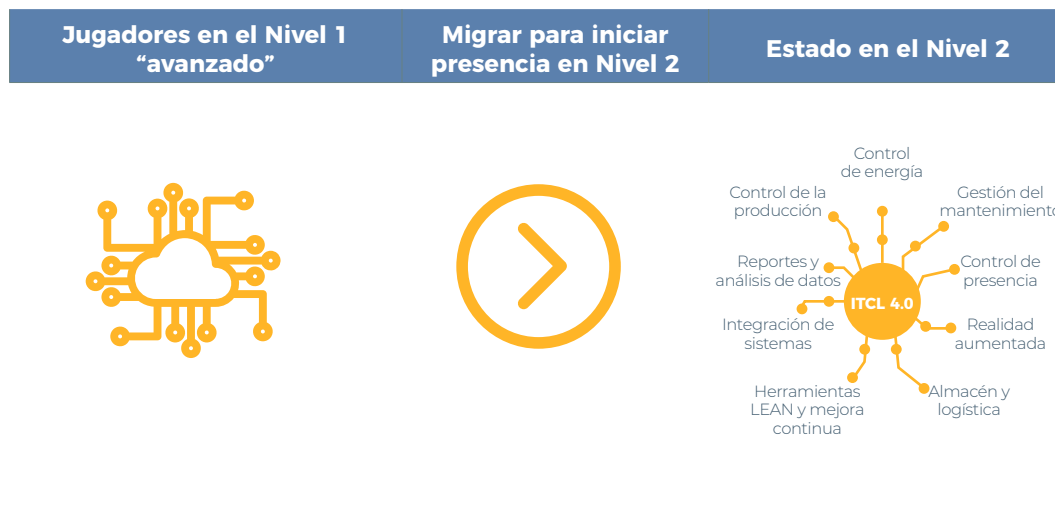 Jugadores en el Nivel 1
“avanzado”
Migrar para iniciar
presencia en Nivel 2
Estado en el Nivel 2
Control
de energía
Control de la
producción
Gestión del
mantenimiento
Reportes y
análisis de datos
Control de
presencia
ITCL 4.0
Integración de
sistemas
Realidad
aumentada
Herramientas
LEAN y mejora
continua
Almacén y
logística